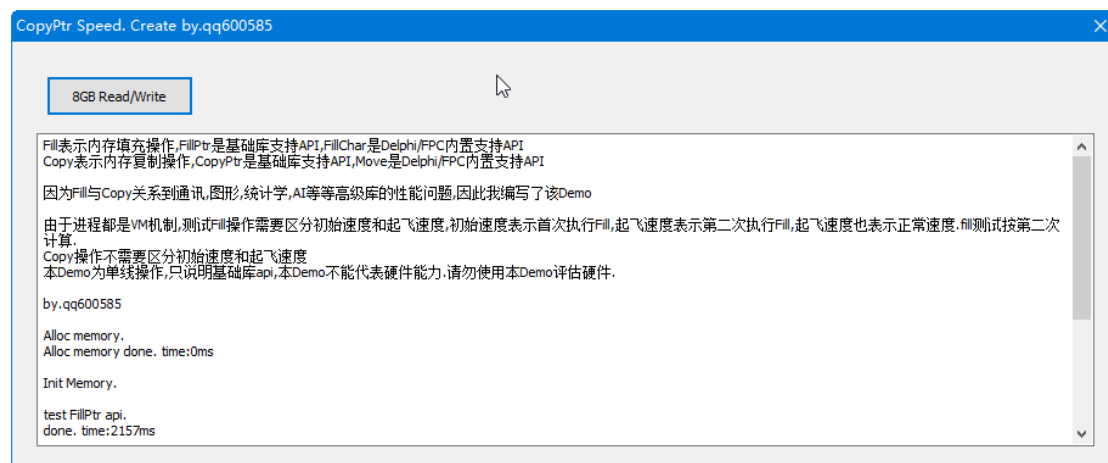 CopyPtr Speed. Create by.qq600585
8GB Read/Write
Fill表示内存填充操作,FillPtr是基础库支持API,FillChar是Delphi/FPC内置支持API
Copy表示内存复制操作,CopyPtr是基础库支持API,Move是Delphi/FPC内置支持API
因为Fill与Copy关系到通讯,图形,统计学,AI等等高级库的性能问题,因此我编写了该Demo
由于进程都是VM机制,测试Fill操作需要区分初始速度和起飞速度,初始速度表示首次执行Fill,起飞速度表示第二次执行Fill,起飞速度也表示正常速度.fill测试按第二次
计算.
Copy操作不需要区分初始速度和起飞速度
本Demo为单线操作,只说明基础库api,本Demo不能代表硬件能力.请勿使用本Demo评估硬件.
by.qq600585
Alloc memory.
Alloc memory done. time:0ms
Init Memory.
test FillPtr api.
done. time:2157ms